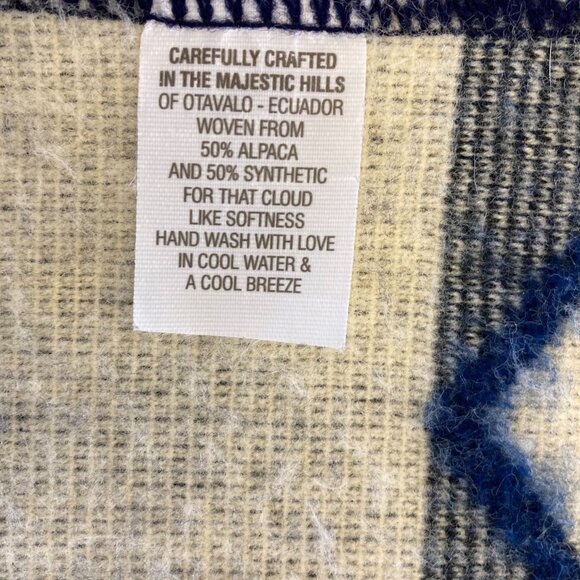 CAREFULLY CRAFTED
IN THE MAJESTIC HILLS
OF OTAVALO - ECUADOR
WOVEN FROM
50% ALPACA
AND 50% SYNTHETIC
FOR THAT CLOUD
LIKE SOFTNESS
HAND WASH WITH LOVE
IN COOL WATER &
A COOL BREEZE